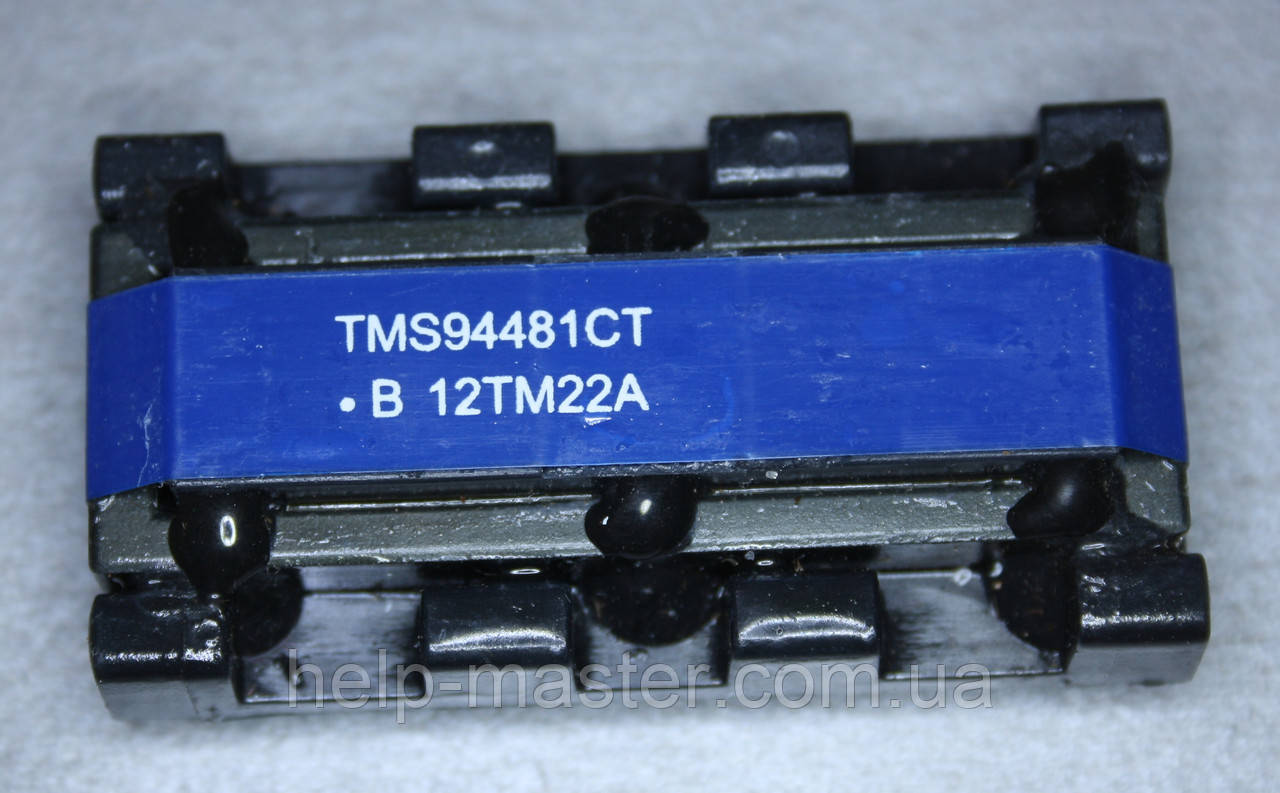 TMS94481CT
• B 12TM22A
help-master.com.ua